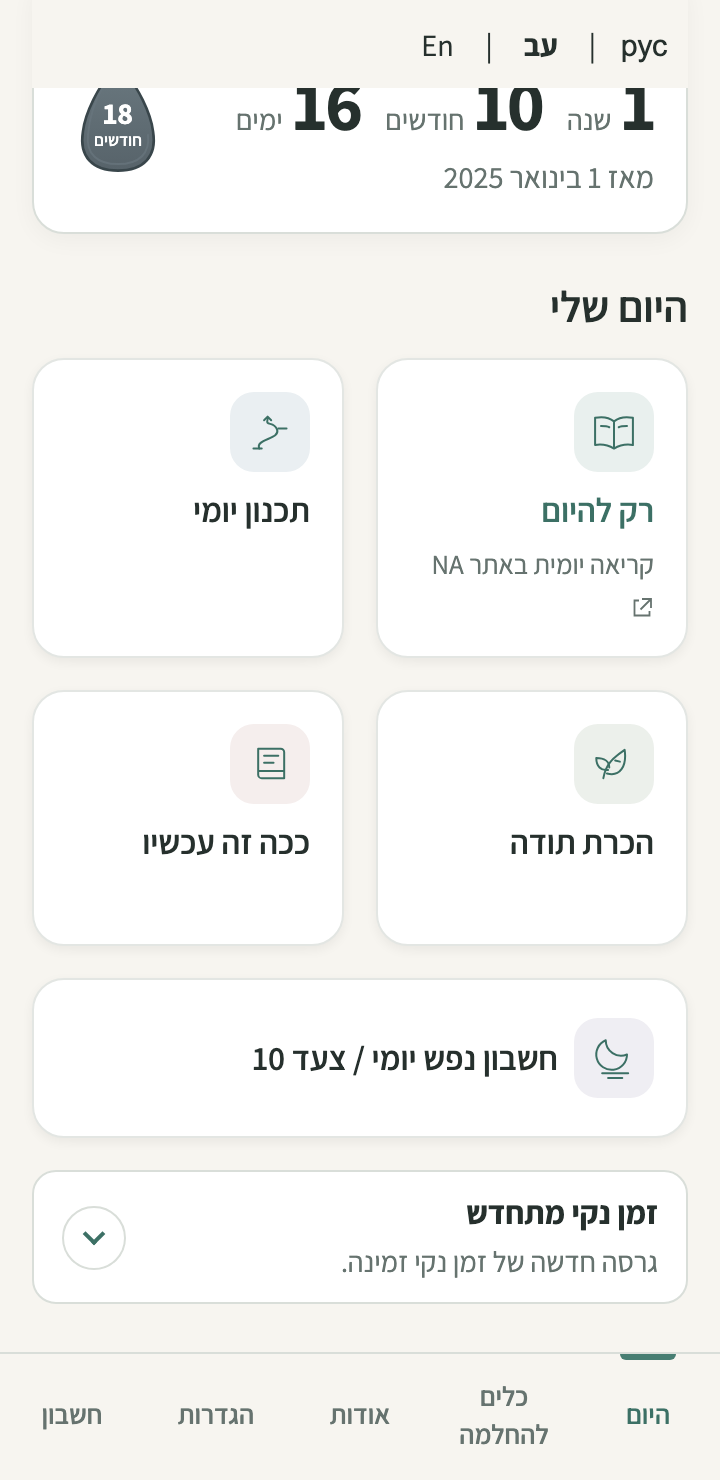 рус | עב | En
1 שנה 10 חודשים 16 ימים
18
חודשים
מאז 1 בינואר 2025
היום שלי
רק להיום
קריאה יומית באתר NA
תכנון יומי
הכרת תודה
ככה זה עכשיו
חשבון נפש יומי / צעד 10
זמן נקי מתחדש
גרסה חדשה של זמן נקי זמינה.
היום
כלים
להחלמה
אודות
הגדרות
חשבון